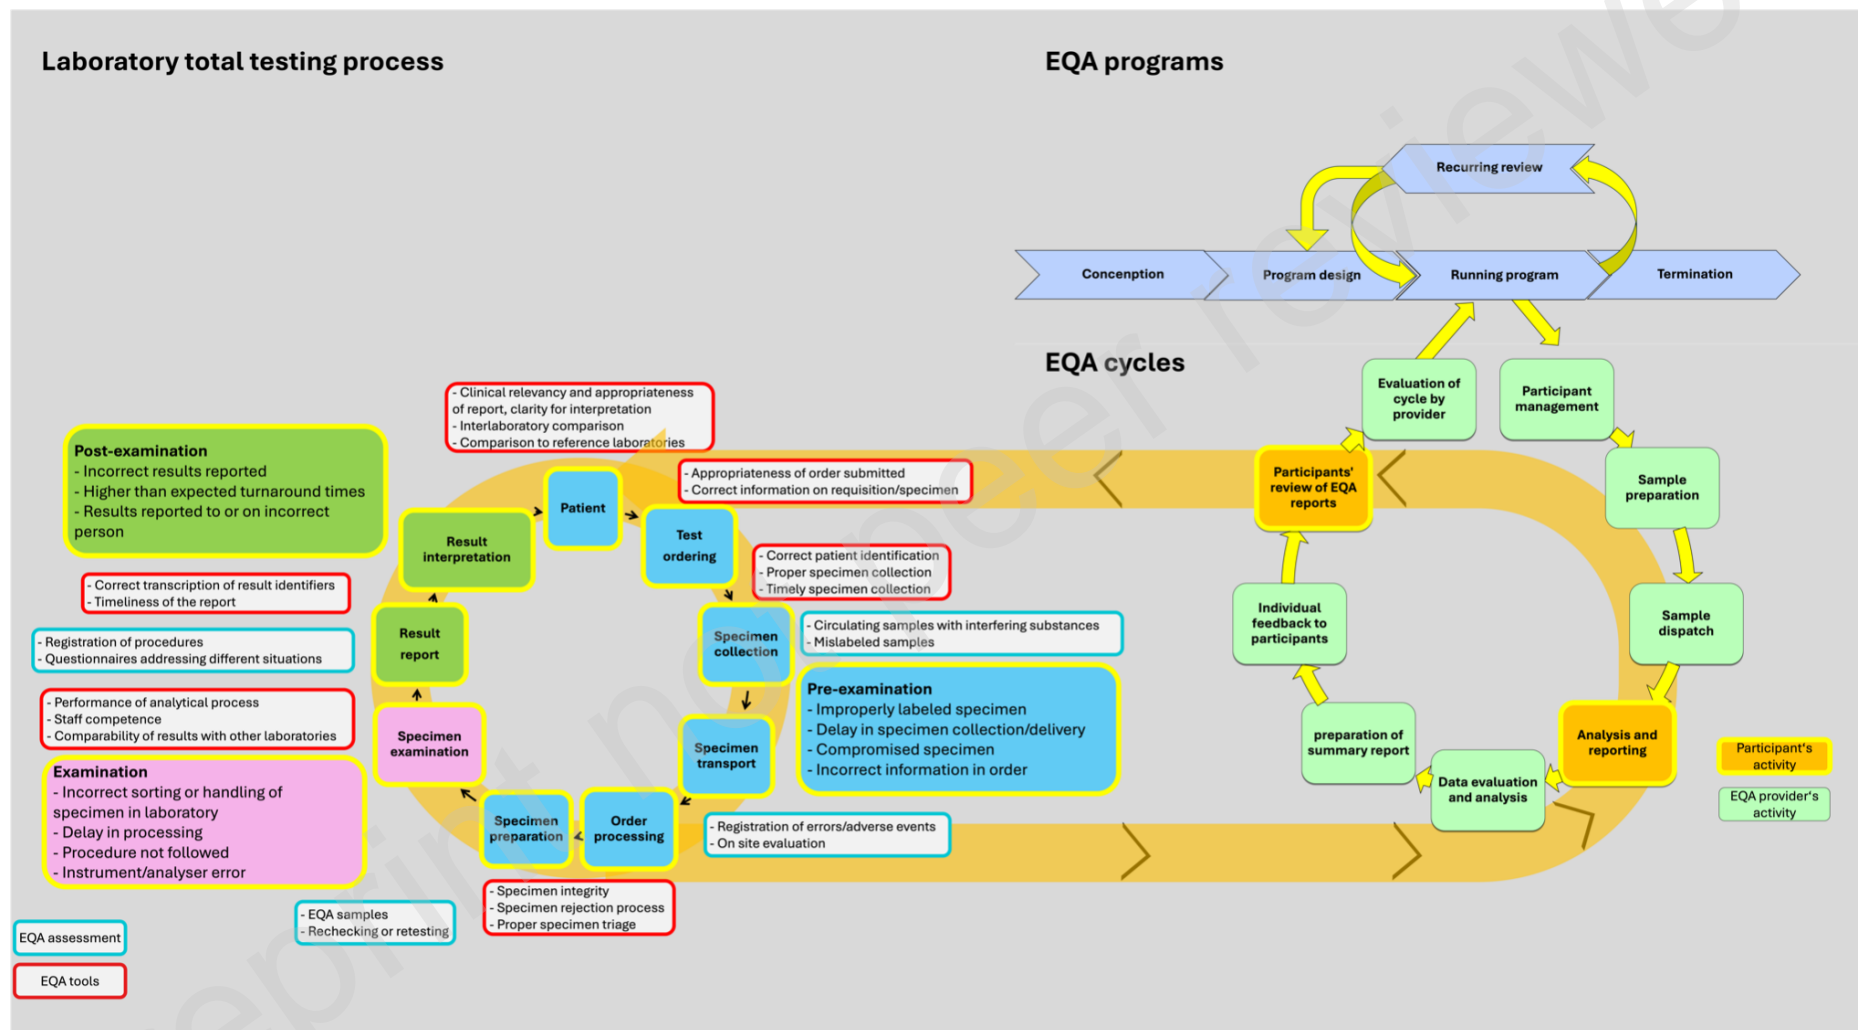 Laboratory total testing process
EQA programs
Recurring review
Concenption
Program design
Running program
Termination
EQA cycles
Evaluation of
cycle by
provider
Participant
management
Participants'
review of EQA
reports
Sample
preparation
Individual
feedback to
participants
Sample
dispatch
preparation of
summary report
Analysis and
reporting
Data evaluation
and analysis
Participant's
activity
EQA provider's
activity
- Clinical relevancy and appropriateness
of report, clarity for interpretation
- Interlaboratory comparison
- Comparison to reference laboratories
- Appropriateness of order submitted
- Correct information on requisition/specimen
Post-examination
- Incorrect results reported
- Higher than expected turnaround times
- Results reported to or on incorrect
person
Patient
Test
ordering
Result
interpretation
- Correct patient identification
- Proper specimen collection
- Timely specimen collection
- Correct transcription of result identifiers
- Timeliness of the report
Result
report
Specimen
collection
- Circulating samples with interfering substances
- Mislabeled samples
- Registration of procedures
- Questionnaires addressing different situations
Pre-examination
- Improperly labeled specimen
- Delay in specimen collection/delivery
- Compromised specimen
- Incorrect information in order
- Performance of analytical process
- Staff competence
- Comparability of results with other laboratories
Specimen
examination
Specimen
transport
Examination
- Incorrect sorting or handling of
specimen in laboratory
- Delay in processing
- Procedure not followed
- Instrument/analyser error
Specimen
preparation
Order
processing
- Registration of errors/adverse events
- On site evaluation
- Specimen integrity
- Specimen rejection process
- Proper specimen triage
- EQA samples
- Rechecking or retesting
EQA assessment
EQA tools
preprint not peer reviewe